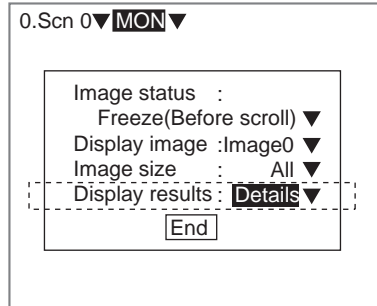 0.Scn 0▼ MON▼
Image status :
Freeze(Before scroll) ▼
Display image :Image0 ▼
Image size : All ▼
Display results : Details▼
End